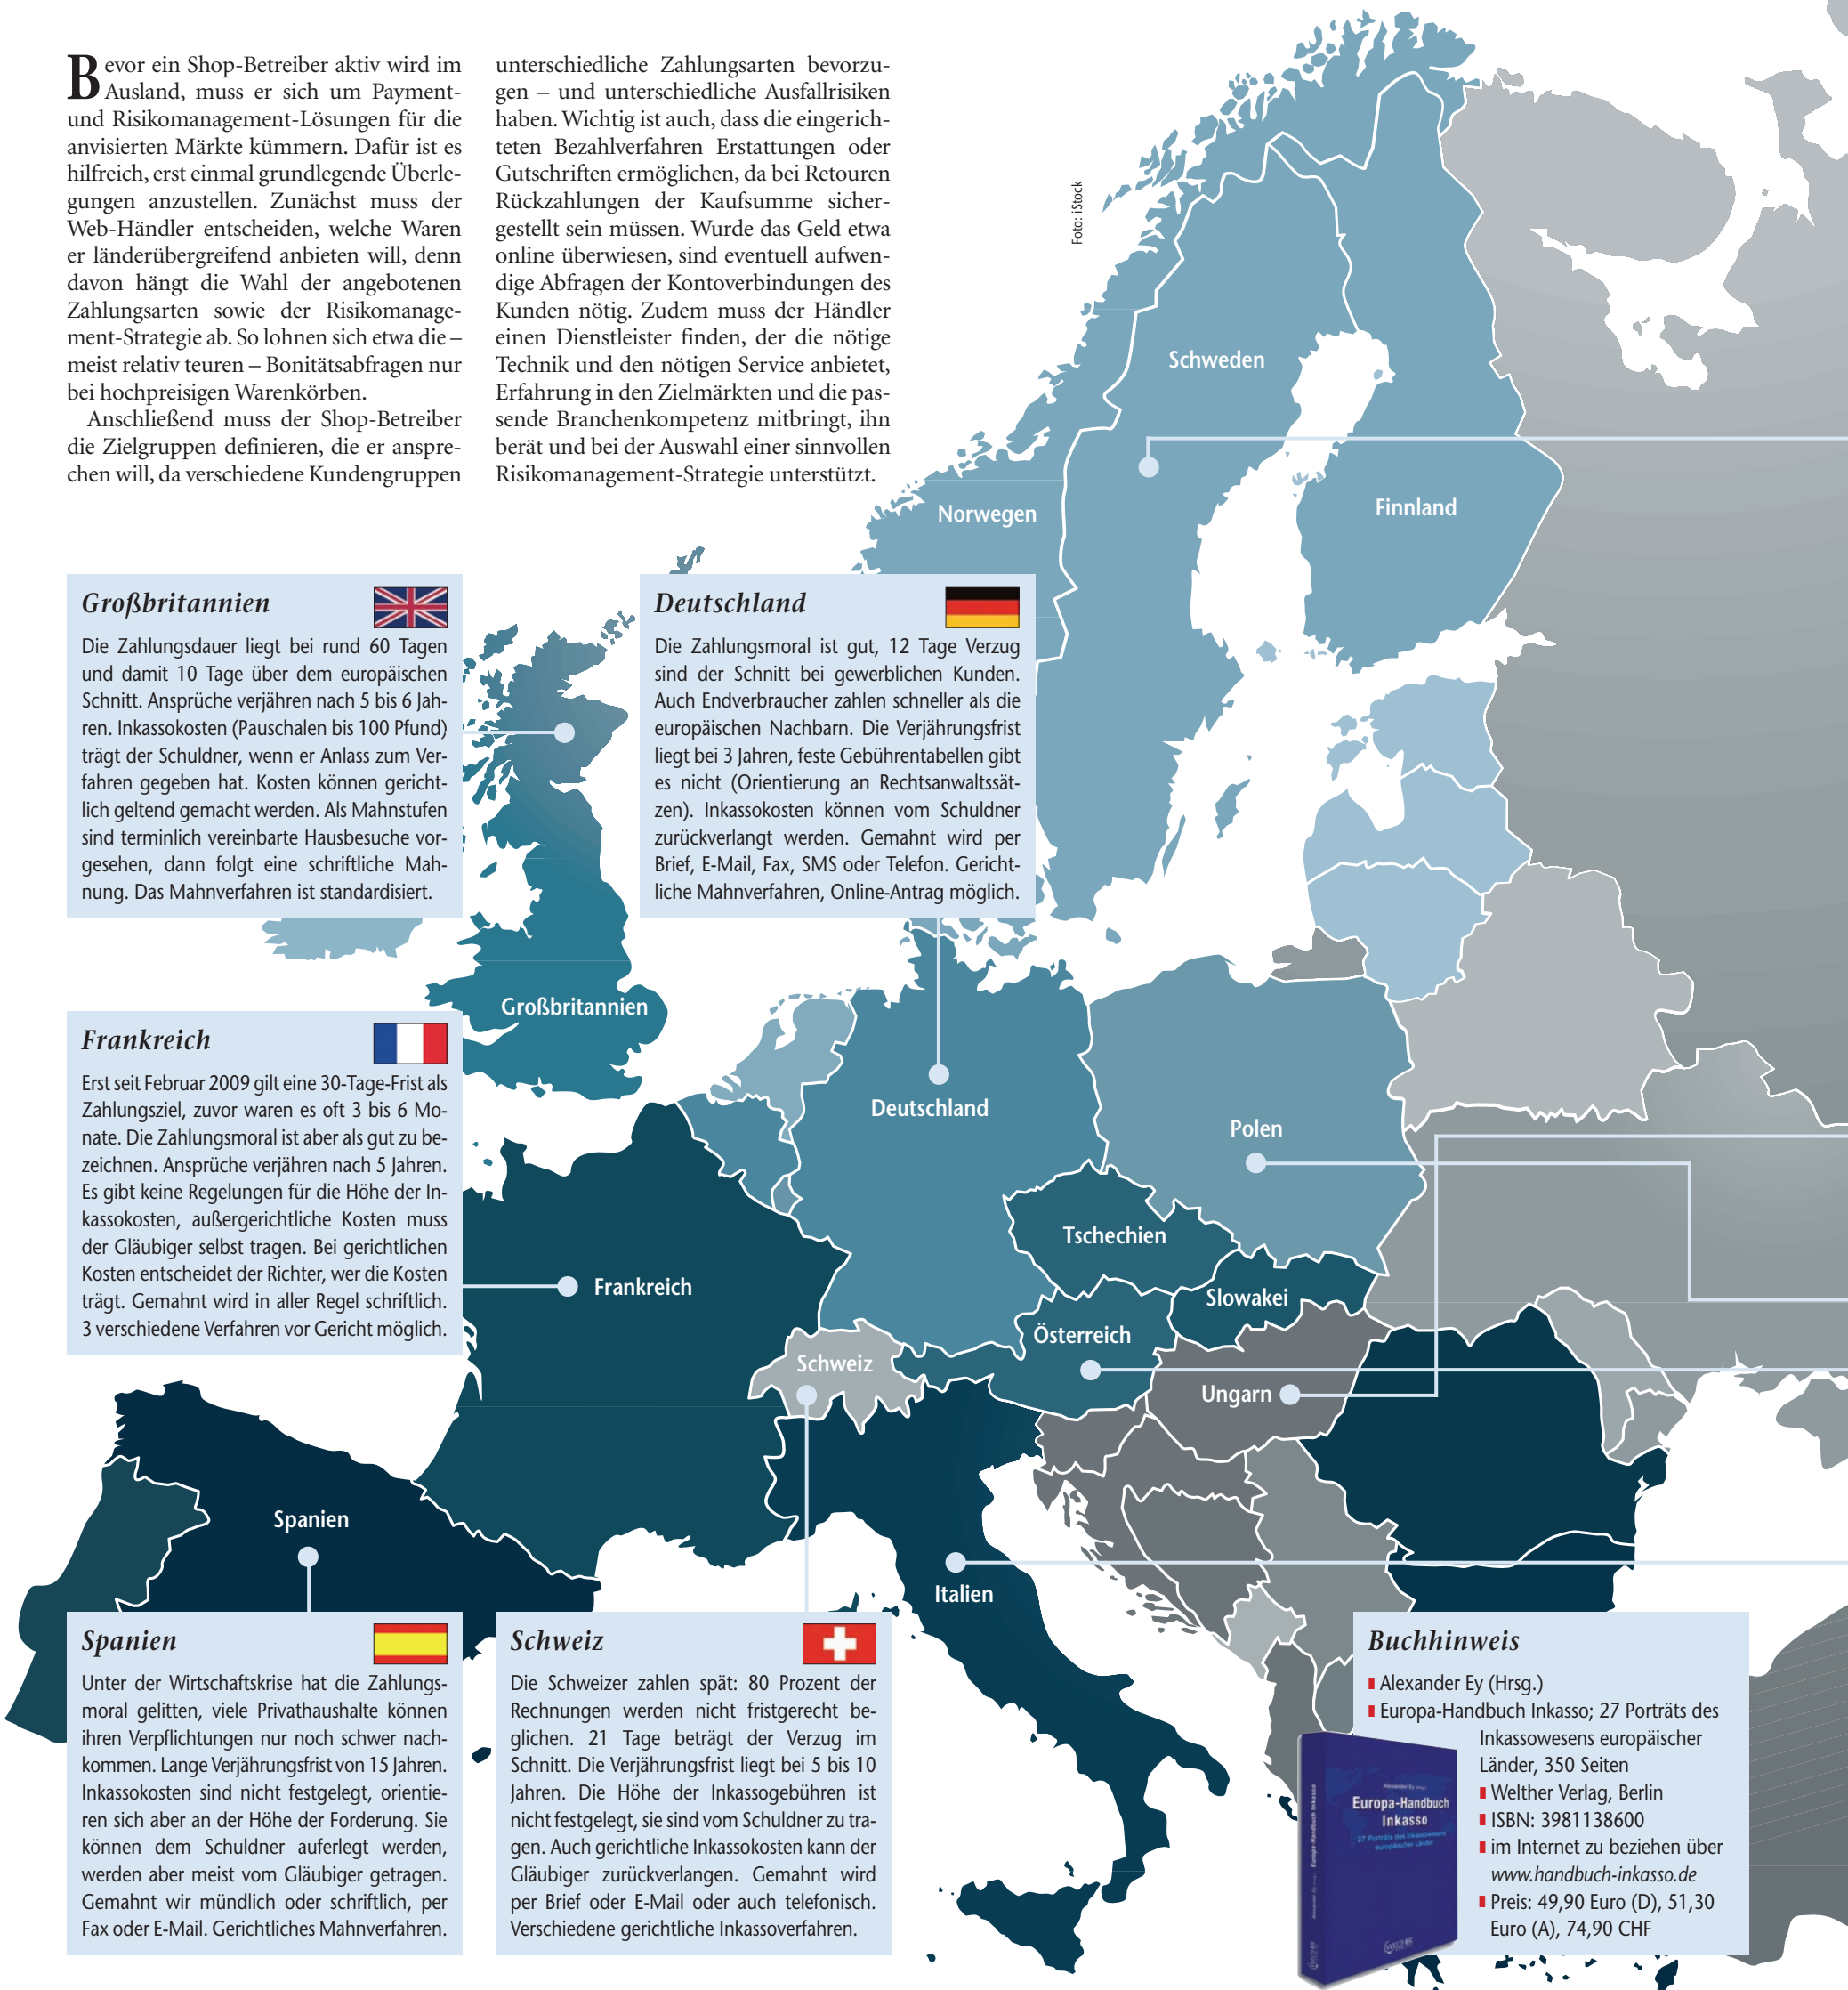 Bevor ein Shop-Betreiber aktiv wird im
Ausland, muss er sich um Payment-
und Risikomanagement-Lösungen für die
anvisierten Märkte kümmern. Dafür ist es
hilfreich, erst einmal grundlegende Überle-
gungen anzustellen. Zunächst muss der
Web-Händler entscheiden, welche Waren
er länderübergreifend anbieten will, denn
davon hängt die Wahl der angebotenen
Zahlungsarten sowie der Risikomanage-
ment-Strategie ab. So lohnen sich etwa die –
meist relativ teuren – Bonitätsabfragen nur
bei hochpreisigen Warenkörben.
Anschließend muss der Shop-Betreiber
die Zielgruppen definieren, die er anspre-
chen will, da verschiedene Kundengruppen
unterschiedliche Zahlungsarten bevorzu-
gen – und unterschiedliche Ausfallrisiken
haben. Wichtig ist auch, dass die eingerich-
teten Bezahlverfahren Erstattungen oder
Gutschriften ermöglichen, da bei Retouren
Rückzahlungen der Kaufsumme sicher-
gestellt sein müssen. Wurde das Geld etwa
online überwiesen, sind eventuell aufwen-
dige Abfragen der Kontoverbindungen des
Kunden nötig. Zudem muss der Händler
einen Dienstleister finden, der die nötige
Technik und den nötigen Service anbietet,
Erfahrung in den Zielmärkten und die pas-
sende Branchenkompetenz mitbringt, ihn
berät und bei der Auswahl einer sinnvollen
Risikomanagement-Strategie unterstützt.
Foto: iStock
Schweden
Norwegen
Finnland
Großbritannien
Die Zahlungsdauer liegt bei rund 60 Tagen
und damit 10 Tage über dem europäischen
Schnitt. Ansprüche verjähren nach 5 bis 6 Jah-
ren. Inkassokosten (Pauschalen bis 100 Pfund)
trägt der Schuldner, wenn er Anlass zum Ver-
fahren gegeben hat. Kosten können gericht-
lich geltend gemacht werden. Als Mahnstufen
sind terminlich vereinbarte Hausbesuche vor-
gesehen, dann folgt eine schriftliche Mah-
nung. Das Mahnverfahren ist standardisiert.
Deutschland
Die Zahlungsmoral ist gut, 12 Tage Verzug
sind der Schnitt bei gewerblichen Kunden.
Auch Endverbraucher zahlen schneller als die
europäischen Nachbarn. Die Verjährungsfrist
liegt bei 3 Jahren, feste Gebührentabellen gibt
es nicht (Orientierung an Rechtsanwaltssät-
zen). Inkassokosten können vom Schuldner
zurückverlangt werden. Gemahnt wird per
Brief, E-Mail, Fax, SMS oder Telefon. Gericht-
liche Mahnverfahren, Online-Antrag möglich.
Großbritannien
Frankreich
Erst seit Februar 2009 gilt eine 30-Tage-Frist als
Zahlungsziel, zuvor waren es oft 3 bis 6 Mo-
nate. Die Zahlungsmoral ist aber als gut zu be-
zeichnen. Ansprüche verjähren nach 5 Jahren.
Es gibt keine Regelungen für die Höhe der In-
kassokosten, außergerichtliche Kosten muss
der Gläubiger selbst tragen. Bei gerichtlichen
Kosten entscheidet der Richter, wer die Kosten
trägt. Gemahnt wird in aller Regel schriftlich.
3 verschiedene Verfahren vor Gericht möglich.
Deutschland
Polen
Tschechien
Slowakei
Frankreich
Österreich
Schweiz
Ungarn
Spanien
Italien
Spanien
Unter der Wirtschaftskrise hat die Zahlungs-
moral gelitten, viele Privathaushalte können
ihren Verpflichtungen nur noch schwer nach-
kommen. Lange Verjährungsfrist von 15 Jahren.
Inkassokosten sind nicht festgelegt, orientie-
ren sich aber an der Höhe der Forderung. Sie
können dem Schuldner auferlegt werden,
werden aber meist vom Gläubiger getragen.
Gemahnt wir mündlich oder schriftlich, per
Fax oder E-Mail. Gerichtliches Mahnverfahren.
Schweiz
Die Schweizer zahlen spät: 80 Prozent der
Rechnungen werden nicht fristgerecht be-
glichen. 21 Tage beträgt der Verzug im
Schnitt. Die Verjährungsfrist liegt bei 5 bis 10
Jahren. Die Höhe der Inkassogebühren ist
nicht festgelegt, sie sind vom Schuldner zu tra-
gen. Auch gerichtliche Inkassokosten kann der
Gläubiger zurückverlangen. Gemahnt wird
per Brief oder E-Mail oder auch telefonisch.
Verschiedene gerichtliche Inkassoverfahren.
Buchhinweis
Alexander Ey (Hrsg.)
Europa-Handbuch Inkasso; 27 Porträts des
Inkassowesens europäischer
Länder, 350 Seiten
Welther Verlag, Berlin
ISBN: 3981138600
im Internet zu beziehen über
www.handbuch-inkasso.de
Preis: 49,90 Euro (D), 51,30
Euro (A), 74,90 CHF
Alexander Ey
Europa-Handbuch
Inkasso
27 Porträts des Inkassowesens
europäischer Länder
Europa-Handbuch Inkasso